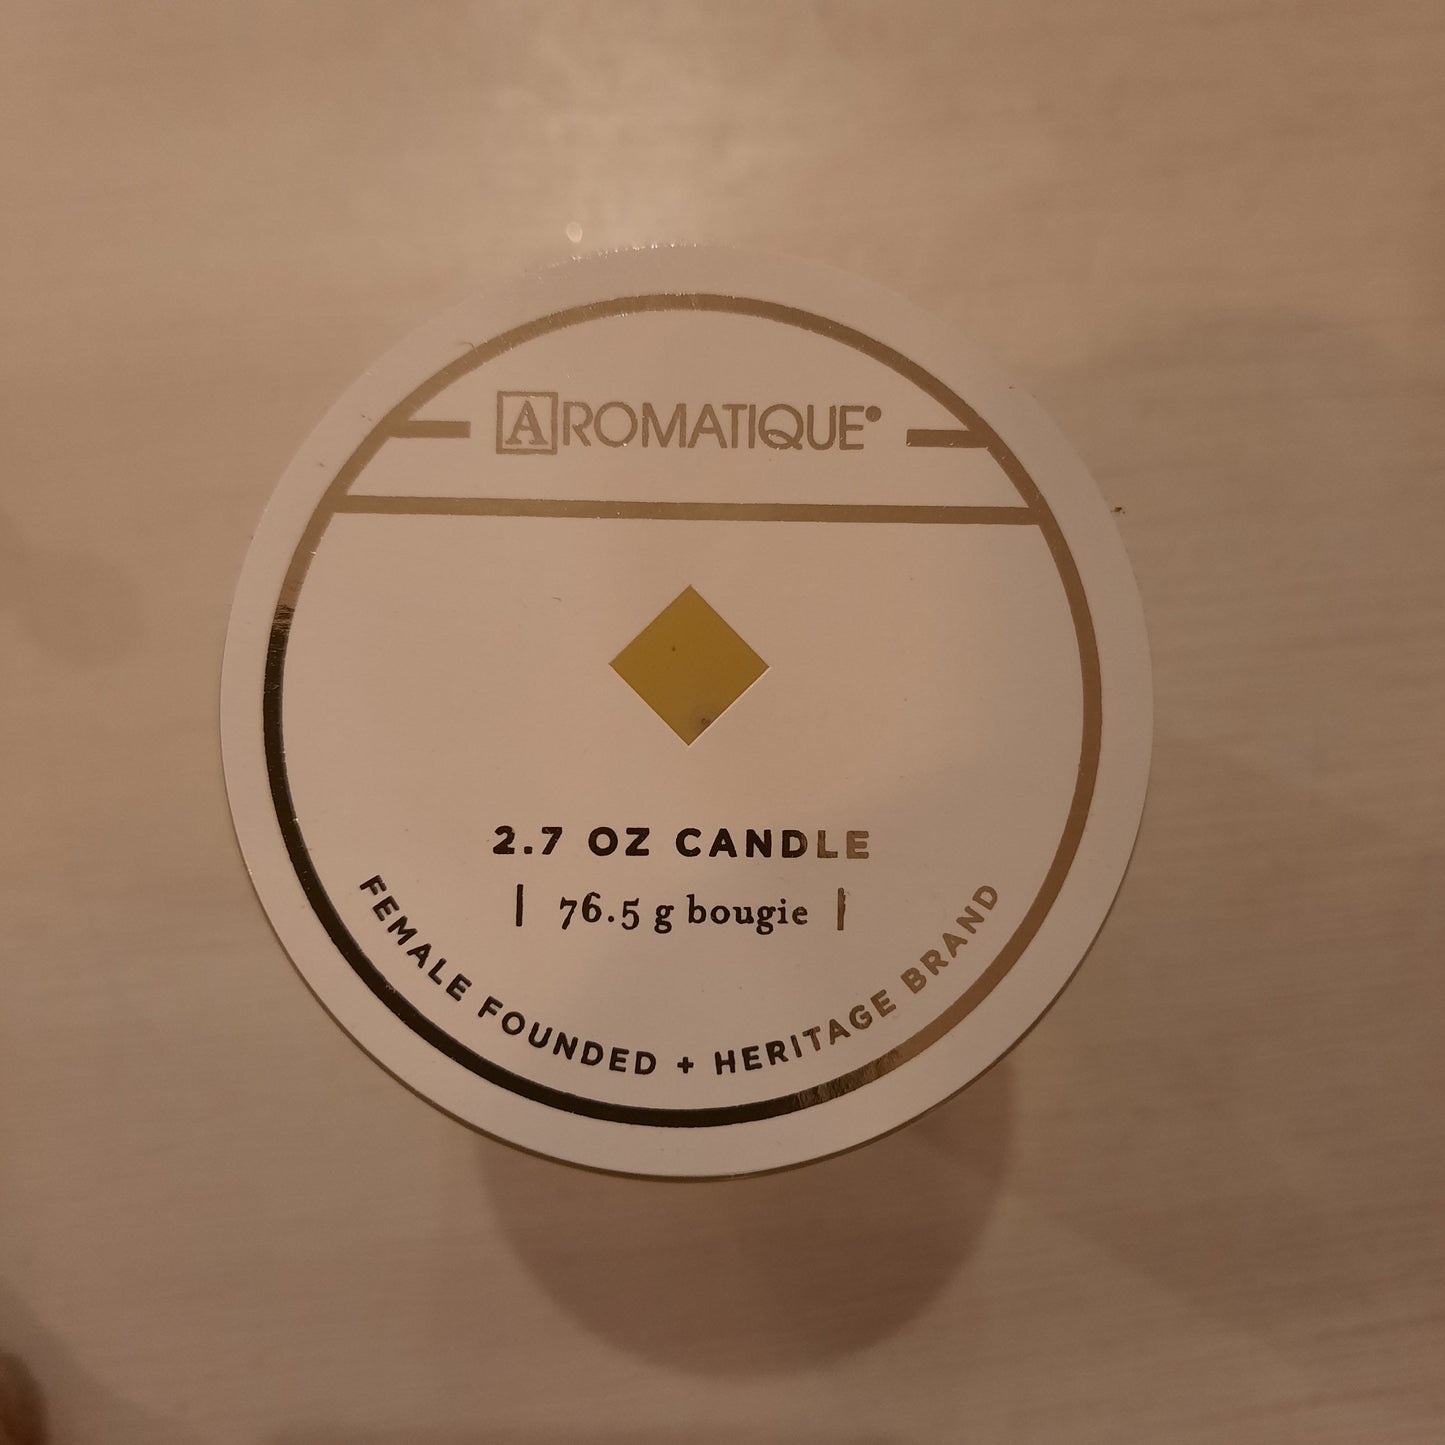 AROMATIQUE®
2.7 OZ CANDLE
| 76.5 g bougie |
FEMALE FOUNDED + HERITAGE BRAND